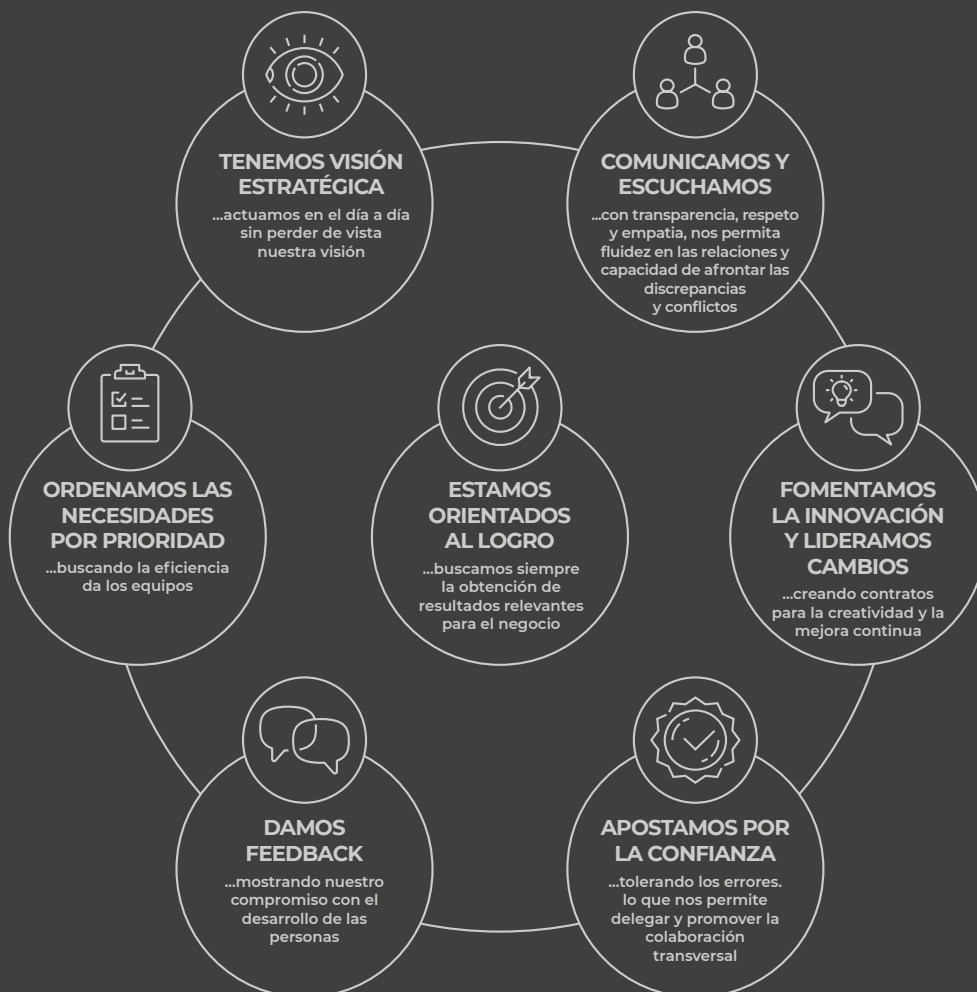 TENEMOS VISIÓN
ESTRATÉGICA
...actuamos en el día a día
sin perder de vista
nuestra visión
COMUNICAMOS Y
ESCUCHAMOS
...con transparencia, respeto
y empatia, nos permita
fluidez en las relaciones y
capacidad de afrontar las
discrepancias
y conflictos
ORDENAMOS LAS
NECESIDADES
POR PRIORIDAD
...buscando la eficiencia
da los equipos
ESTAMOS
ORIENTADOS
AL LOGRO
...buscamos siempre
la obtención de
resultados relevantes
para el negocio
FOMENTAMOS
LA INNOVACIÓN
Y LIDERAMOS
CAMBIOS
...creando contratos
para la creatividad y la
mejora continua
DAMOS
FEEDBACK
...mostrando nuestro
compromiso con el
desarrollo de las
personas
APOSTAMOS POR
LA CONFIANZA
...tolerando los errores.
lo que nos permite
delegar y promover la
colaboración
transversal